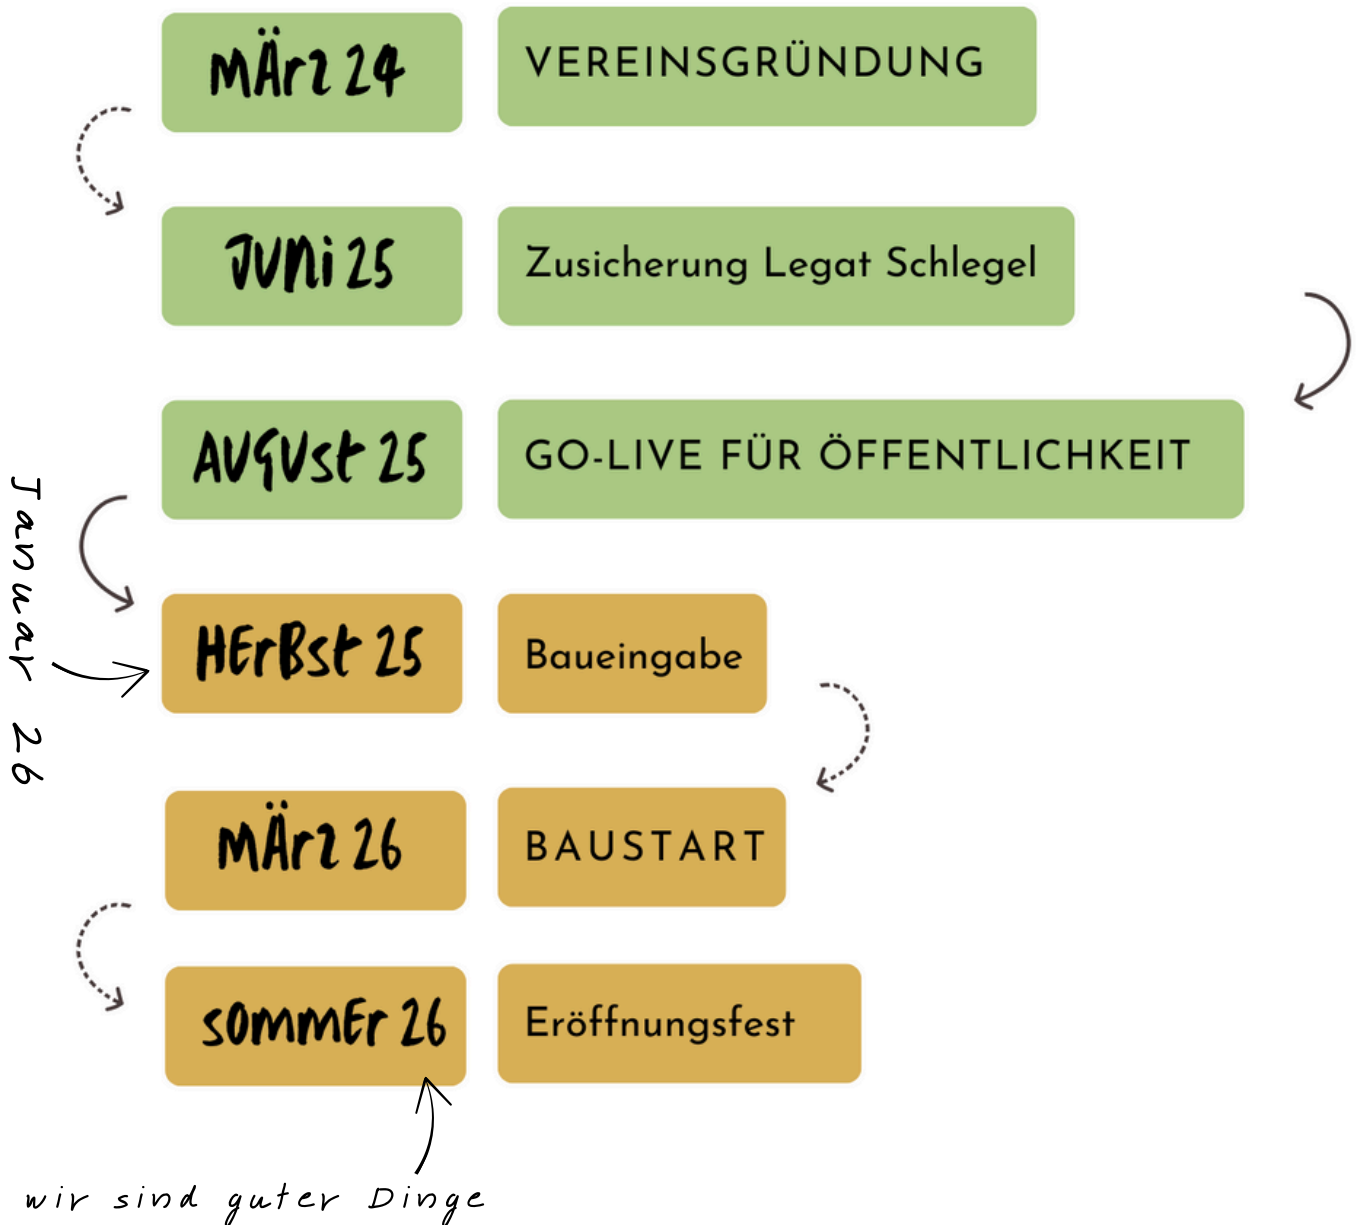 MÄrz 24
VEREINSGRÜNDUNG
Juni 25
Zusicherung Legat Schlegel
August 25
GO-LIVE FÜR ÖFFENTLICHKEIT
Januar 26
HErBst 25
Baueingabe
MÄrz 26
BAUSTART
sommEr 26
Eröffnungsfest
wir sind guter Dinge